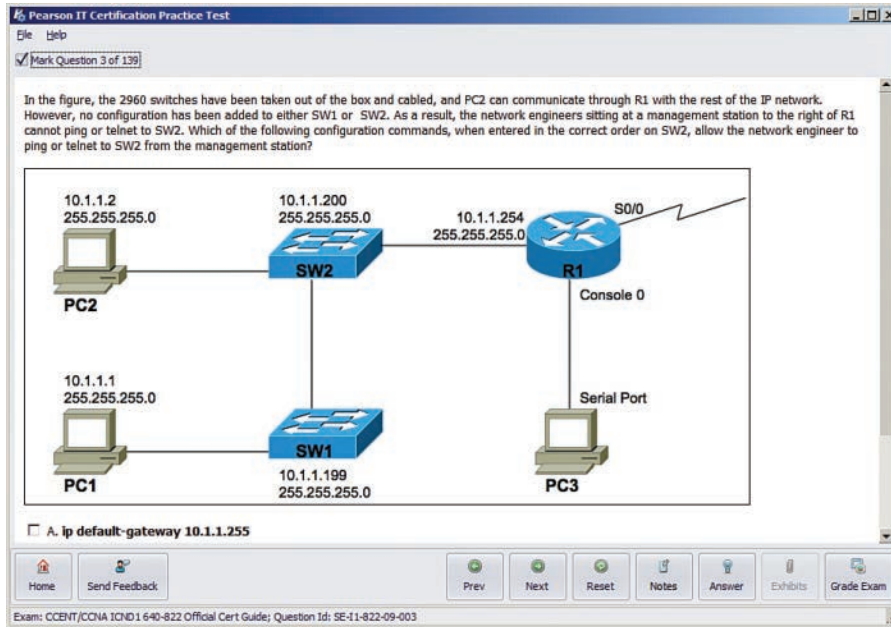 Pearson IT Certification Practice Test
File Help
Mark Question 3 of 139
In the figure, the 2960 switches have been taken out of the box and cabled, and PC2 can communicate through R1 with the rest of the IP network.
However, no configuration has been added to either SW1 or SW2. As a result, the network engineers sitting at a management station to the right of R1
cannot ping or telnet to SW2. Which of the following configuration commands, when entered in the correct order on SW2, allow the network engineer to
ping or telnet to SW2 from the management station?
10.1.1.2
255.255.255.0
PC2
10.1.1.200
255.255.255.0
SW2
10.1.1.254
255.255.255.0
S0/0
R1
Console 0
10.1.1.1
255.255.255.0
PC1
SW1
10.1.1.199
255.255.255.0
Serial Port
PC3
A. ip default-gateway 10.1.1.255
Home Send Feedback Prev Next Reset Notes Answer Exhibits Grade Exam
Exam: CCENT/CCNA ICND1 640-822 Official Cert Guide; Question Id: SE-I1-822-09-003